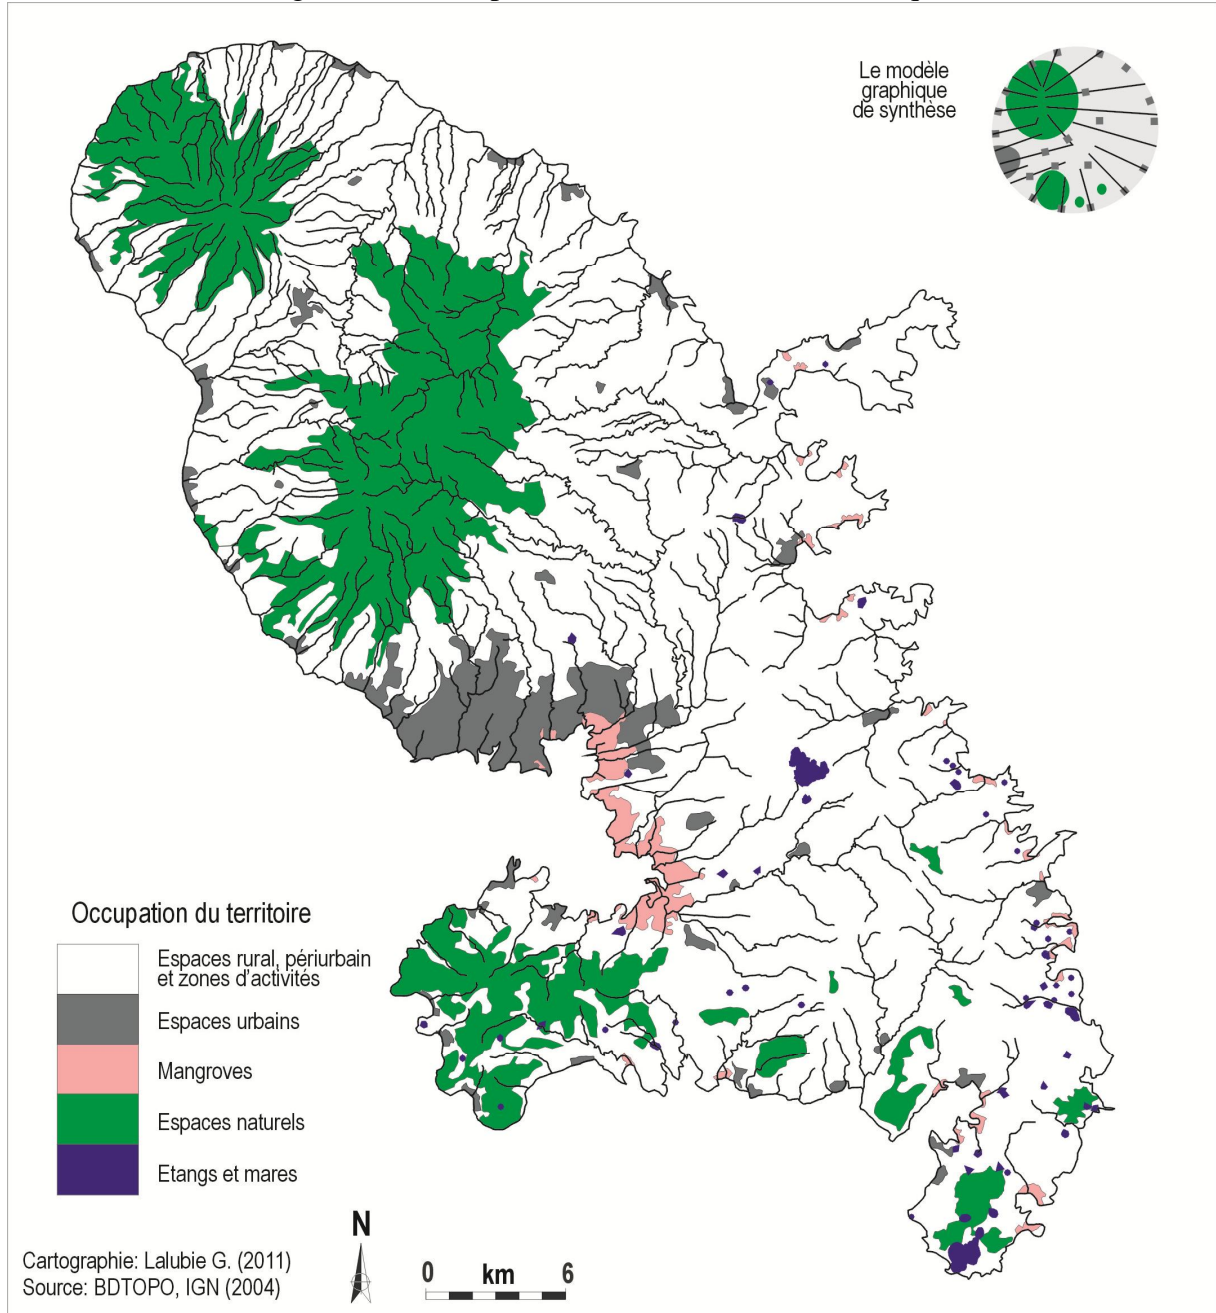 Le modèle
graphique
de synthèse
Occupation du territoire
Espaces rural, périurbain
et zones d'activités
Espaces urbains
Mangroves
Espaces naturels
Etangs et mares
N
0 km 6
Cartographie: Lalubie G. (2011)
Source: BDTOPO, IGN (2004)